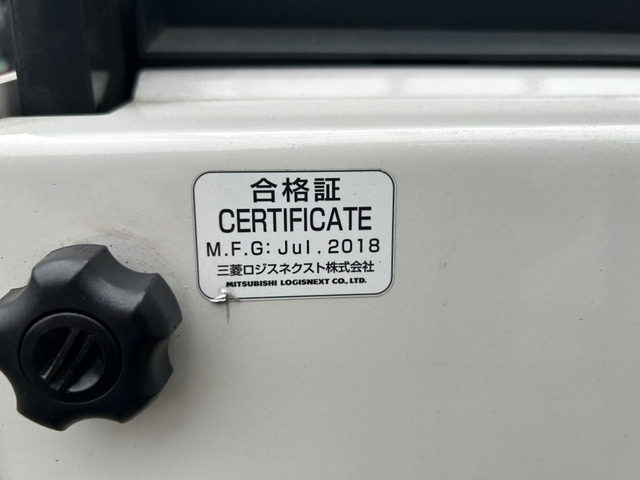 合格証
CERTIFICATE
M.F.G: Jul. 2018
三菱ロジスネクスト株式会社
MITSUBISHI LOGISNEXT CO., LTD.